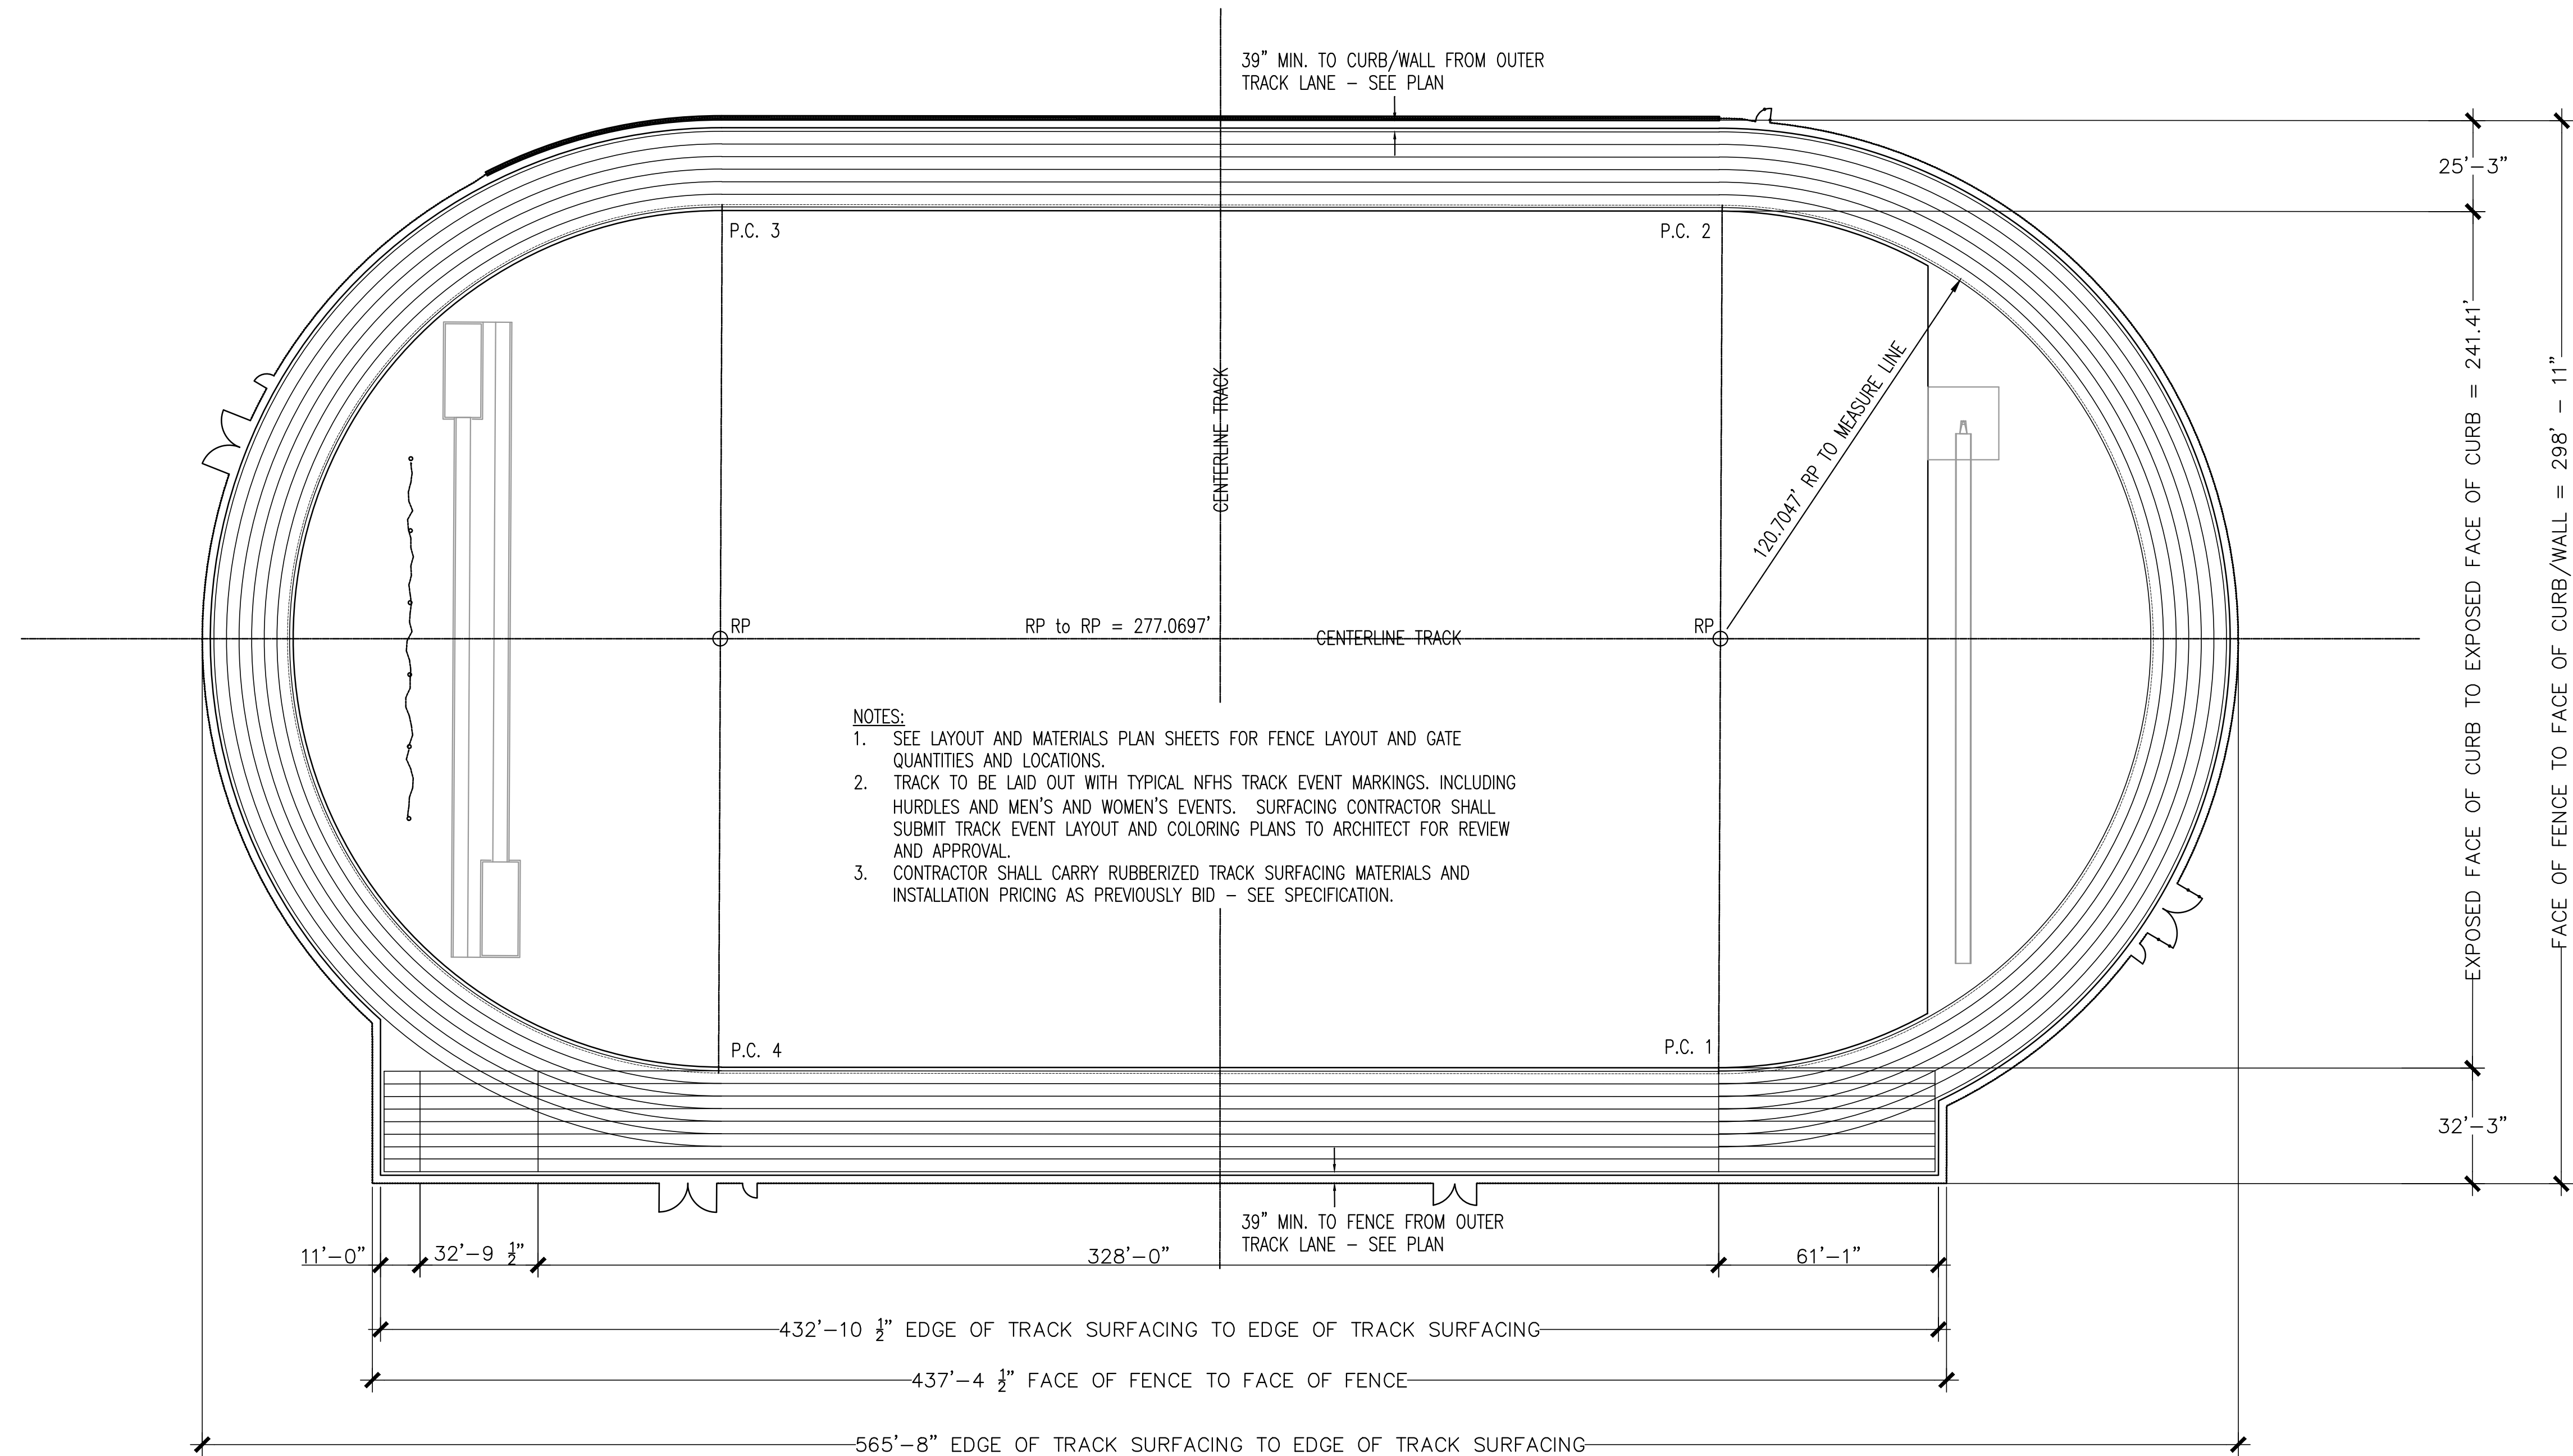 39" MIN. TO CURB/WALL FROM OUTER
TRACK LANE – SEE PLAN
25'–3"
P.C. 3
P.C. 2
EXPOSED FACE OF CURB TO EXPOSED FACE OF CURB = 241.41'
FACE OF FENCE TO FACE OF CURB/WALL = 298' – 11"
CENTERLINE TRACK
120.7047' RP TO MEASURE LINE
RP
RP to RP = 277.0697'
CENTERLINE TRACK
RP
NOTES:
1. SEE LAYOUT AND MATERIALS PLAN SHEETS FOR FENCE LAYOUT AND GATE
QUANTITIES AND LOCATIONS.
2. TRACK TO BE LAID OUT WITH TYPICAL NFHS TRACK EVENT MARKINGS. INCLUDING
HURDLES AND MEN'S AND WOMEN'S EVENTS. SURFACING CONTRACTOR SHALL
SUBMIT TRACK EVENT LAYOUT AND COLORING PLANS TO ARCHITECT FOR REVIEW
AND APPROVAL.
3. CONTRACTOR SHALL CARRY RUBBERIZED TRACK SURFACING MATERIALS AND
INSTALLATION PRICING AS PREVIOUSLY BID – SEE SPECIFICATION.
P.C. 4
P.C. 1
32'–3"
39" MIN. TO FENCE FROM OUTER
TRACK LANE – SEE PLAN
11'–0"
32'–9 ½"
328'–0"
61'–1"
432'–10 ½" EDGE OF TRACK SURFACING TO EDGE OF TRACK SURFACING
437'–4 ½" FACE OF FENCE TO FACE OF FENCE
565'–8" EDGE OF TRACK SURFACING TO EDGE OF TRACK SURFACING